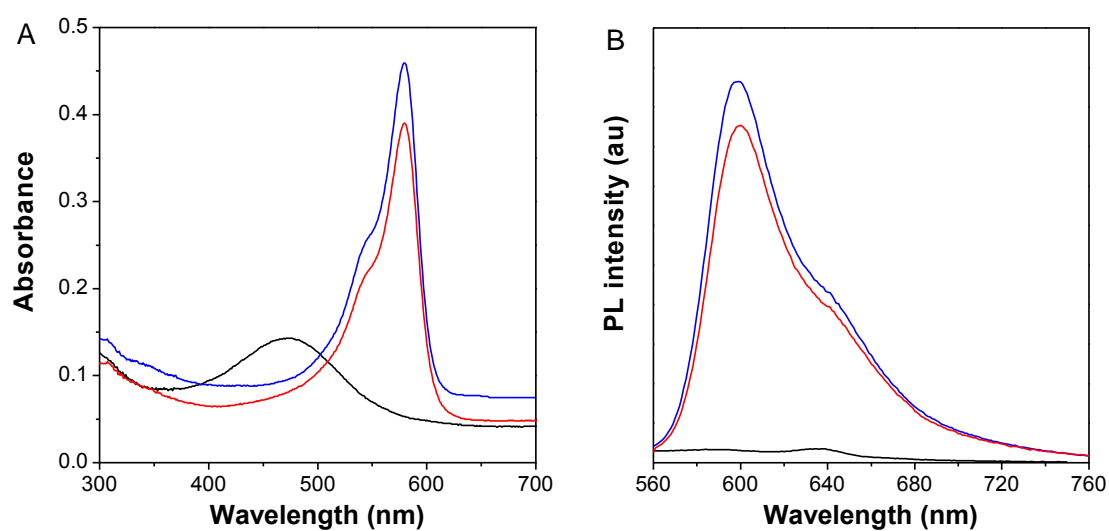 A
Absorbance
0.5
0.4
0.3
0.2
0.1
0.0
300 400 500 600 700
Wavelength (nm)
B
PL intensity (au)
560 600 640 680 720 760
Wavelength (nm)